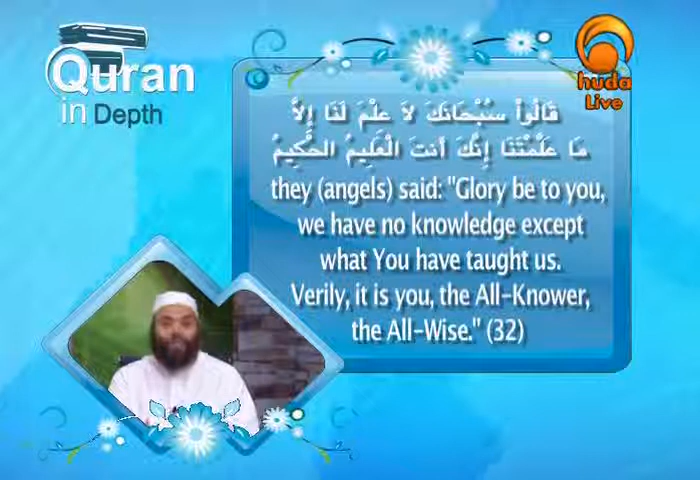 Quran
in Depth
huda
Live
قَالُواْ سُبْحَانَكَ لاَ عِلْمَ لَنَا إِلاَّ
مَا عَلَّمْتَنَا إِنَّكَ أَنتَ الْعَلِيمُ الْحَكِيمُ
they (angels) said: "Glory be to you,
we have no knowledge except
what You have taught us.
Verily, it is you, the All-Knower,
the All-Wise." (32)